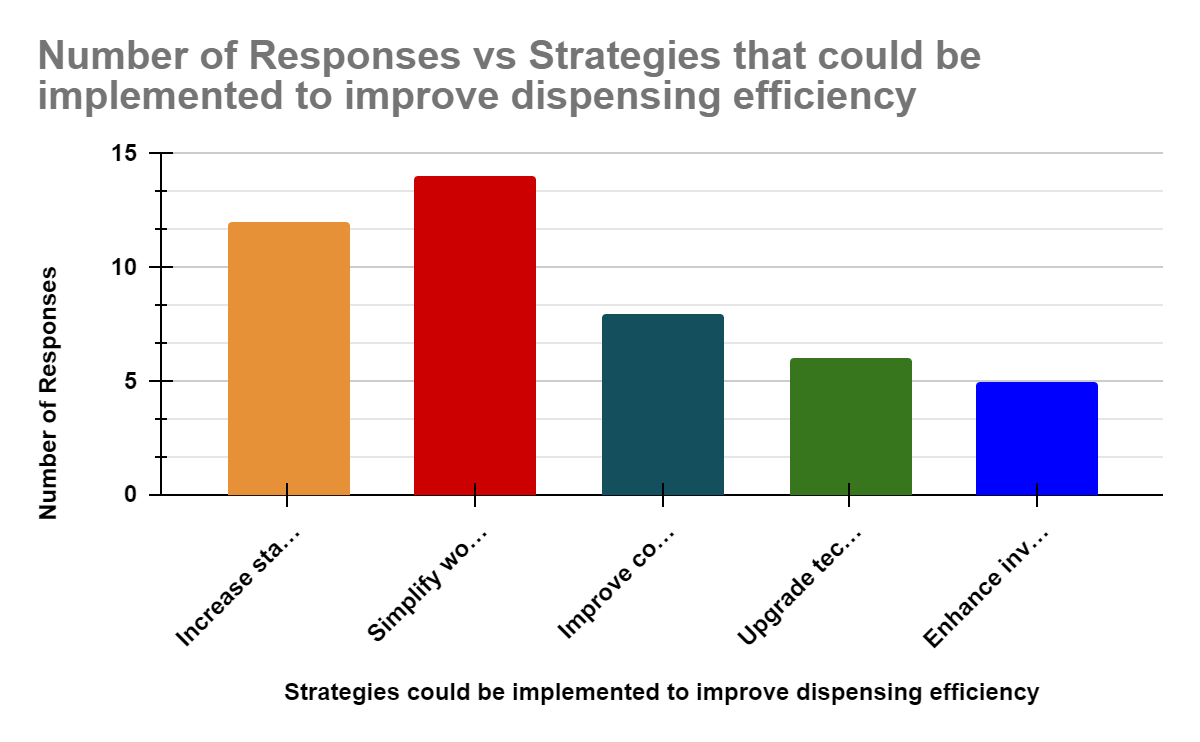 Number of Responses vs Strategies that could be
implemented to improve dispensing efficiency
15
10
5
0
Number of Responses
Increase sta...
Simplify wo...
Improve co...
Upgrade tec...
Enhance inv...
Strategies could be implemented to improve dispensing efficiency